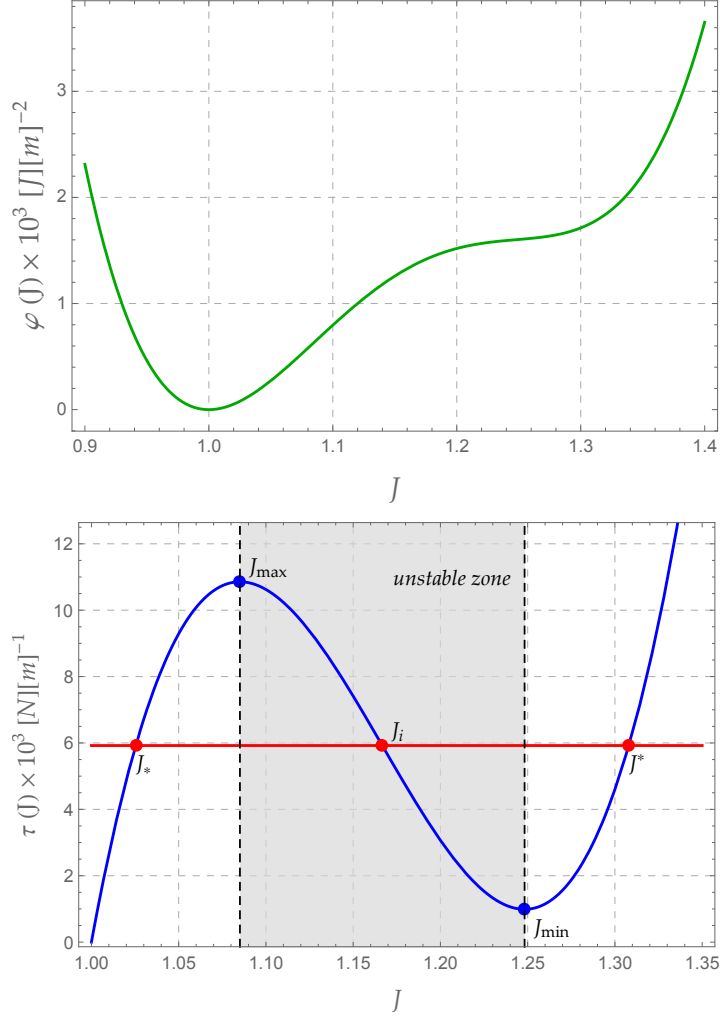 φ (J) × 10³ [J][m]⁻²
3
2
1
0
0.9 1.0 1.1 1.2 1.3 1.4
J
τ (J) × 10³ [N][m]⁻¹
12
10
8
6
4
2
0
J_max
unstable zone
J_i
J_*
J^*
J_min
1.00 1.05 1.10 1.15 1.20 1.25 1.30 1.35
J